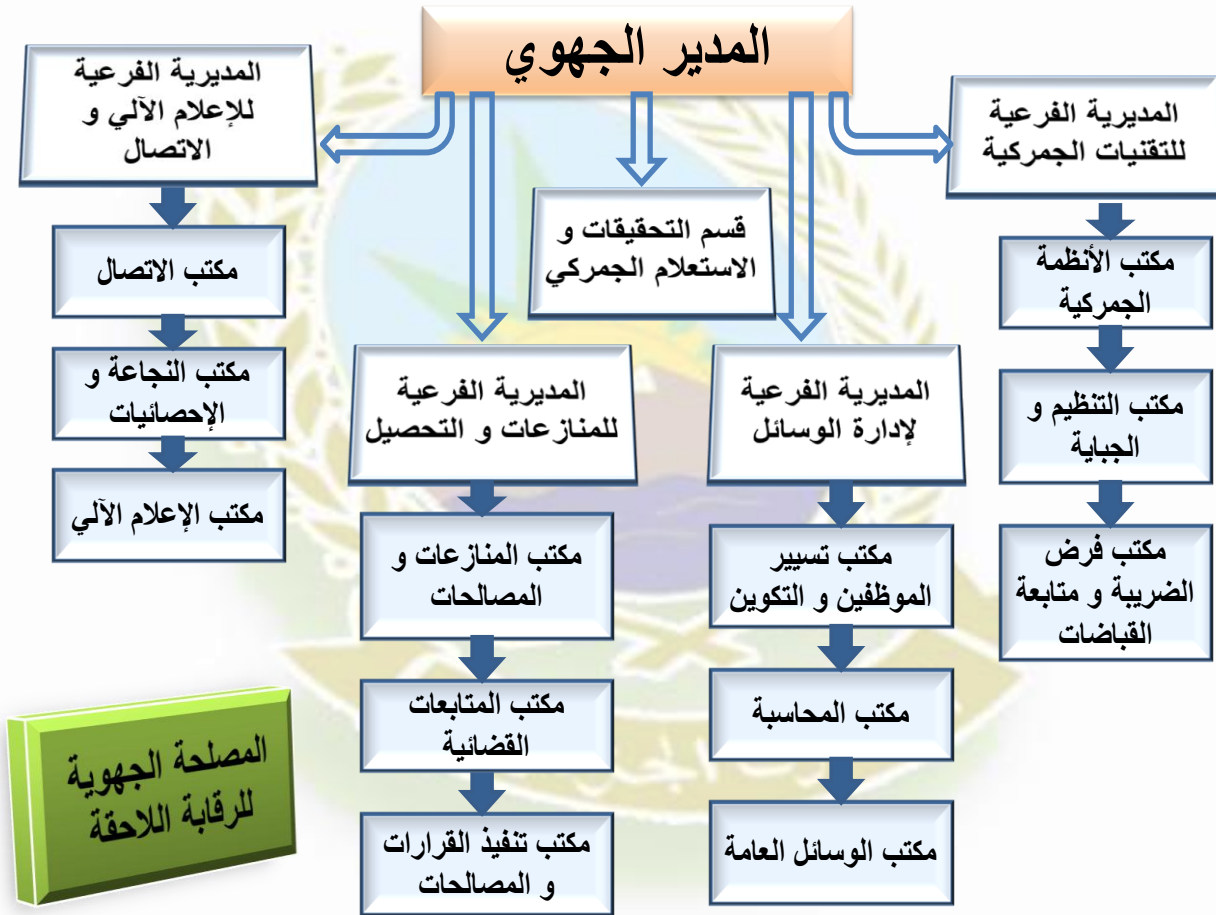 المدير الجهوي
المديرية الفرعية
للتقنيات الجمركية
مكتب الأنظمة
الجمركية
مكتب التنظيم و
الجباية
مكتب فرض
الضريبة و متابعة
القباضات
المديرية الفرعية
لإدارة الوسائل
مكتب تسيير
الموظفين و التكوين
مكتب المحاسبة
مكتب الوسائل العامة
قسم التحقيقات و
الاستعلام الجمركي
المديرية الفرعية
للمنازعات و التحصيل
مكتب المنازعات و
المصالحات
مكتب المتابعات
القضائية
مكتب تنفيذ القرارات
و المصالحات
المديرية الفرعية
للإعلام الآلي و
الاتصال
مكتب الاتصال
مكتب النجاعة و
الإحصائيات
مكتب الإعلام الآلي
المصلحة الجهوية
للرقابة اللاحقة